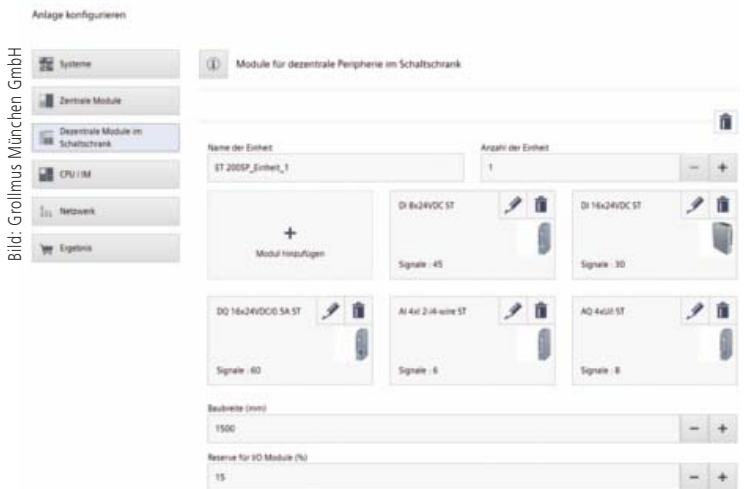 Anlage konfigurieren
Bild: Grollmus München GmbH
Systeme
Zentrale Module
Dezentrale Module im
Schaltschrank
CPU / IM
Netzwerk
Ergebnis
Module für dezentrale Peripherie im Schaltschrank
Name der Einheit
Anzahl der Einheit
ET 200SP_Einheit_1
1
+
Modul hinzufügen
DI 8x24VDC ST
Signale : 45
DI 16x24VDC ST
Signale : 30
DQ 16x24VDC/0.5A ST
Signale : 60
AI 4xI 2-/4-wire ST
Signale : 6
AQ 4xU/I ST
Signale : 8
Baubreite (mm)
1500
Reserve für I/O Module (%)
15